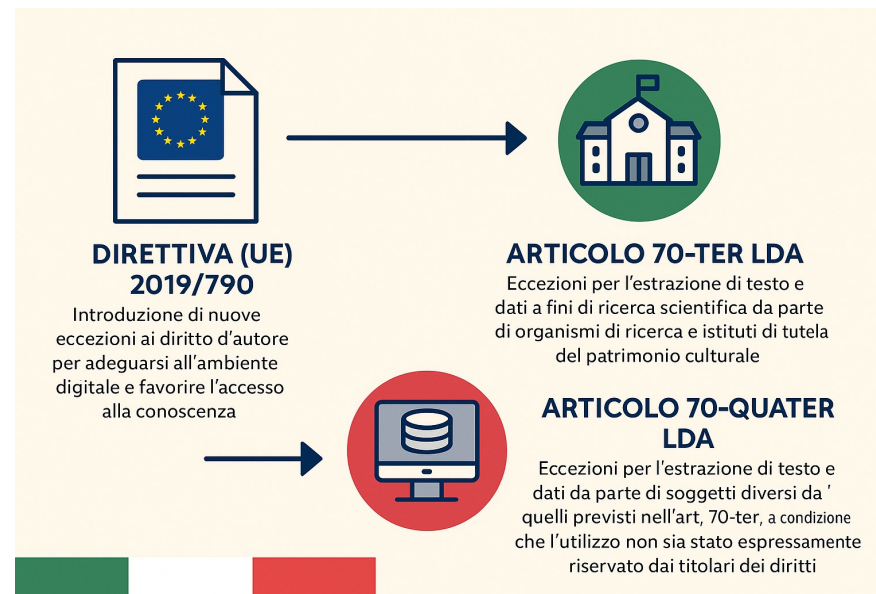 DIRETTIVA (UE)
2019/790
Introduzione di nuove
eccezioni ai diritto d'autore
per adeguarsi all'ambiente
digitale e favorire l'accesso
alla conoscenza
ARTICOLO 70-TER LDA
Eccezioni per l'estrazione di testo e
dati a fini di ricerca scientifica da parte
di organismi di ricerca e istituti di tutela
del patrimonio culturale
ARTICOLO 70-QUATER
LDA
Eccezioni per l'estrazione di testo e
dati da parte di soggetti diversi da '
quelli previsti nell'art, 70-ter, a condizione
che l'utilizzo non sia stato espressamente
riservato dai titolari dei diritti